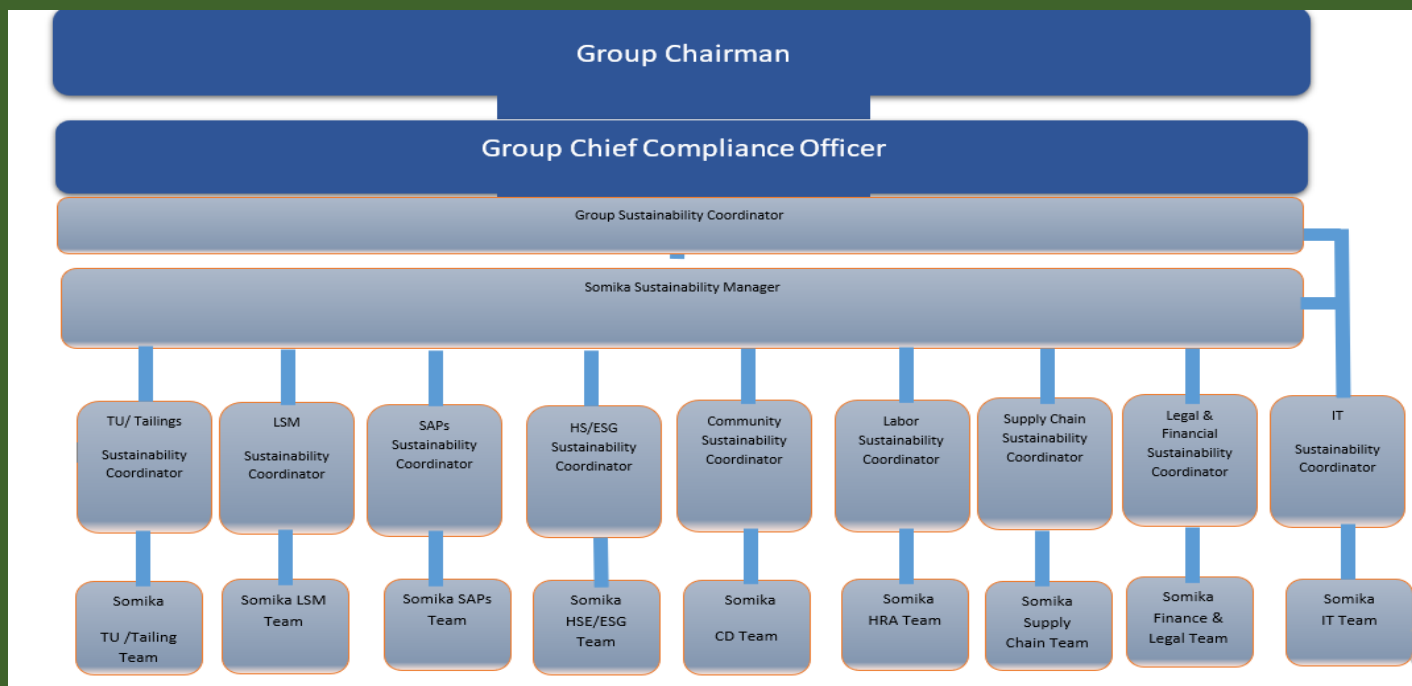 Group Chairman
Group Chief Compliance Officer
Group Sustainability Coordinator
Somika Sustainability Manager
TU/ Tailings
Sustainability
Coordinator
LSM
Sustainability
Coordinator
SAPs
Sustainability
Coordinator
HS/ESG
Sustainability
Coordinator
Community
Sustainability
Coordinator
Labor
Sustainability
Coordinator
Supply Chain
Sustainability
Coordinator
Legal &
Financial
Sustainability
Coordinator
IT
Sustainability
Coordinator
Somika
TU /Tailing
Team
Somika LSM
Team
Somika SAPs
Team
Somika
HSE/ESG
Team
Somika
CD Team
Somika
HRA Team
Somika
Supply
Chain Team
Somika
Finance &
Legal Team
Somika
IT Team